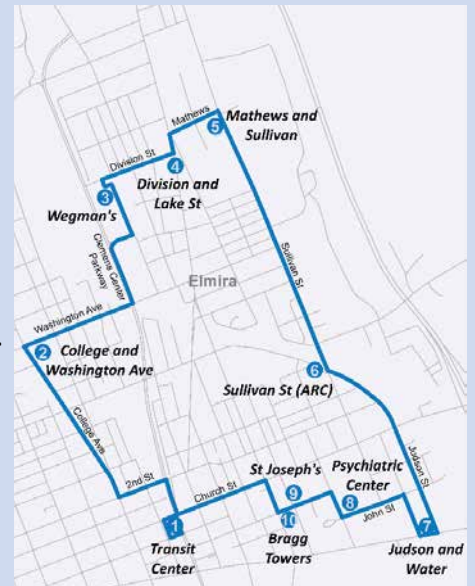 Mathews
5
Mathews and
Sullivan
Division St
4
Division and
Lake St
3
Wegman's
Clemens Center
Parkway
Sullivan St
Elmira
Washington Ave
2
College and
Washington Ave
6
Sullivan St (ARC)
College Ave
Judson St
2nd St
Church St
St Joseph's
9
Psychiatric
Center
8
10
Bragg
Towers
John St
1
Transit
Center
7
Judson and
Water